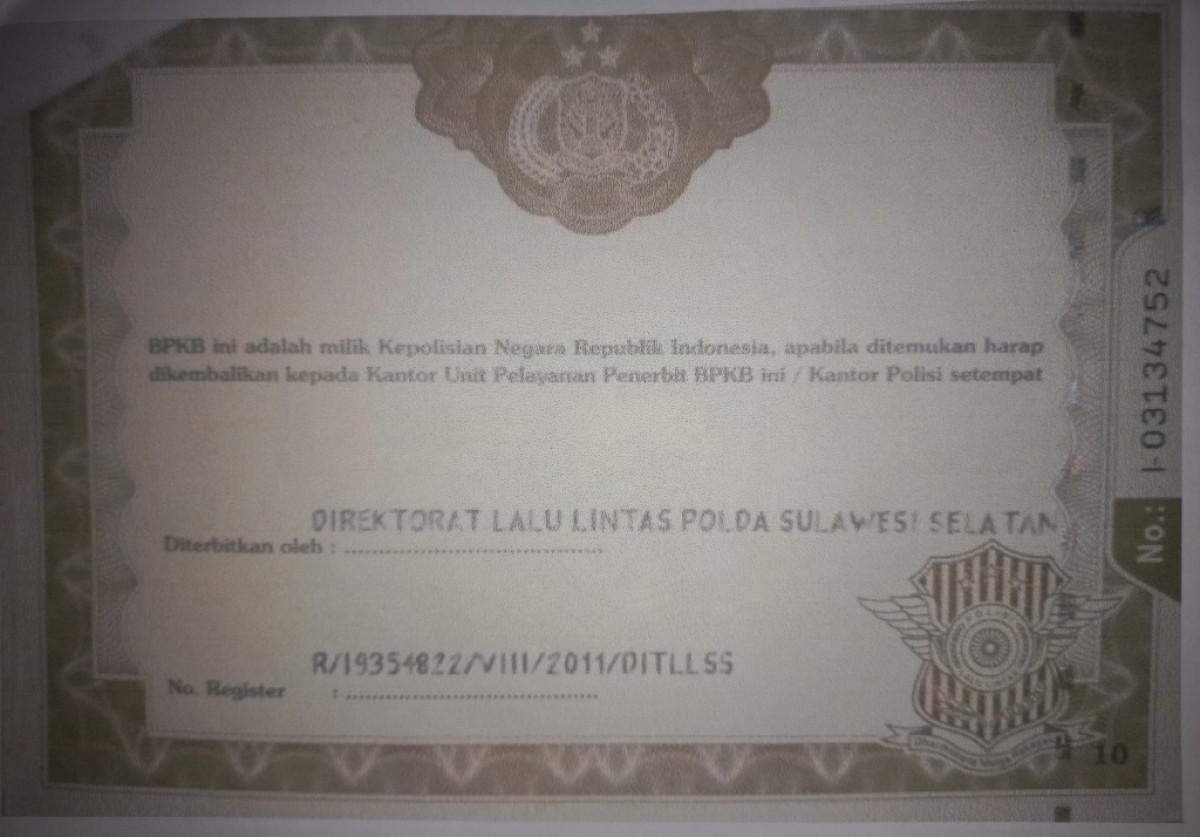 BPKB ini adalah milik Kepolisian Negara Republik Indonesia, apabila ditemukan harap
dikembalikan kepada Kantor Unit Pelayanan Penerbit BPKB ini / Kantor Polisi setempat
DIREKTORAT LALU LINTAS POLDA SULAWESI SELATAN
Diterbitkan oleh : ........................................
R/19354822/VIII/2011/DITLLSS
No. Register : ........................................
No.: I-03134752
POLISI
10